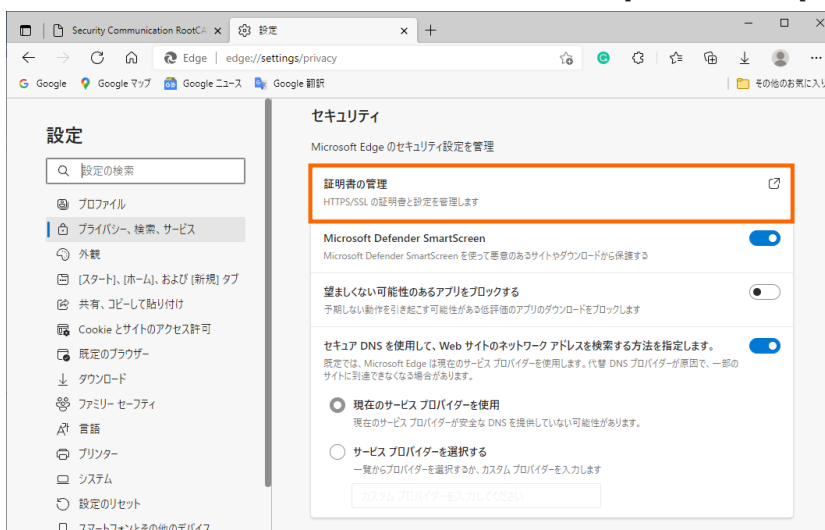 Security Communication RootCA
設定
Edge | edge://settings/privacy
Google
Google マップ
Google ニュース
Google 翻訳
その他のお気に入り
設定
設定の検索
プロファイル
プライバシー、検索、サービス
外観
[スタート]、[ホーム]、および [新規] タブ
共有、コピーして貼り付け
Cookie とサイトのアクセス許可
既定のブラウザー
ダウンロード
ファミリー セーフティ
言語
プリンター
システム
設定のリセット
スマートフォンとその他のデバイス
セキュリティ
Microsoft Edge のセキュリティ設定を管理
証明書の管理
HTTPS/SSL の証明書と設定を管理します
Microsoft Defender SmartScreen
Microsoft Defender SmartScreen を使って悪意のあるサイトやダウンロードから保護する
望ましくない可能性のあるアプリをブロックする
予期しない動作を引き起こす可能性がある低評価のアプリのダウンロードをブロックします
セキュア DNS を使用して、Web サイトのネットワーク アドレスを検索する方法を指定します。
既定では、Microsoft Edge は現在のサービス プロバイダーを使用します。代替 DNS プロバイダーが原因で、一部の
サイトに到達できなくなる場合があります。
現在のサービス プロバイダーを使用
現在のサービス プロバイダーが安全な DNS を提供していない可能性があります。
サービス プロバイダーを選択する
一覧からプロバイダーを選択するか、カスタム プロバイダーを入力します
カスタム プロバイダーを入力してください